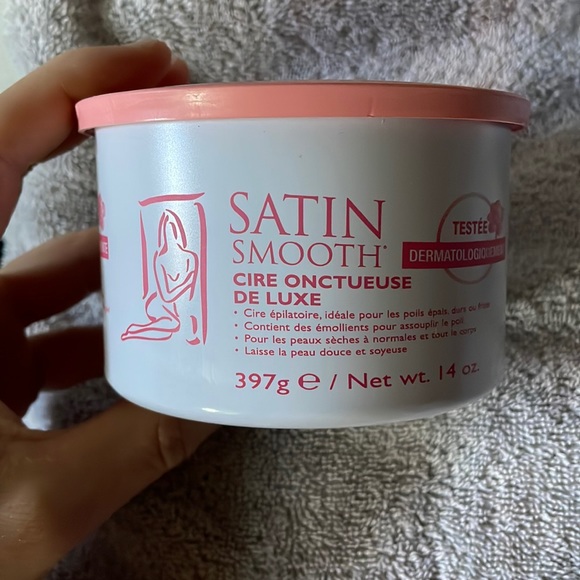 SATIN
SMOOTH®
CIRE ONCTUEUSE
DE LUXE
• Cire épilatoire, idéale pour les poils épais, durs ou frisés
• Contient des émollients pour assouplir le poil
• Pour les peaux sèches à normales et tout le corps
• Laisse la peau douce et soyeuse
397g ℮ / Net wt. 14 oz.
TESTÉE
DERMATOLOGIQUEMENT